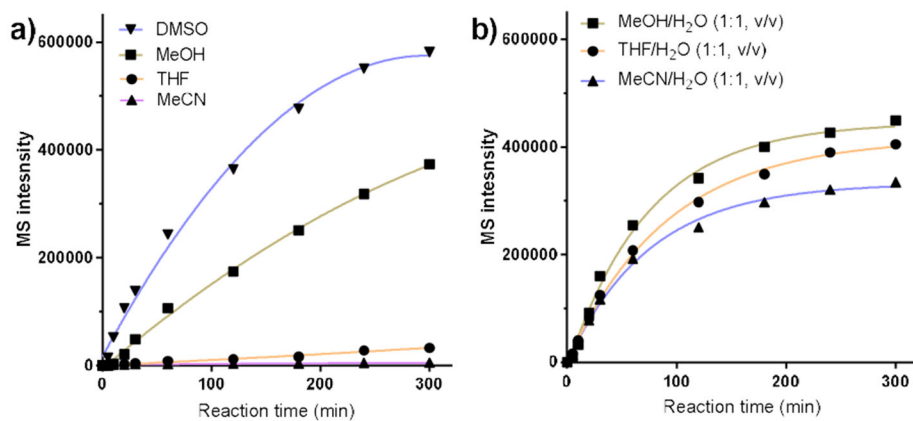 a)
DMSO
MeOH
THF
MeCN
600000
400000
200000
0
MS intesnsity
0
100
200
300
Reaction time (min)
b)
MeOH/H2O (1:1, v/v)
THF/H2O (1:1, v/v)
MeCN/H2O (1:1, v/v)
600000
400000
200000
0
MS intesnsity
0
100
200
300
Reaction time (min)